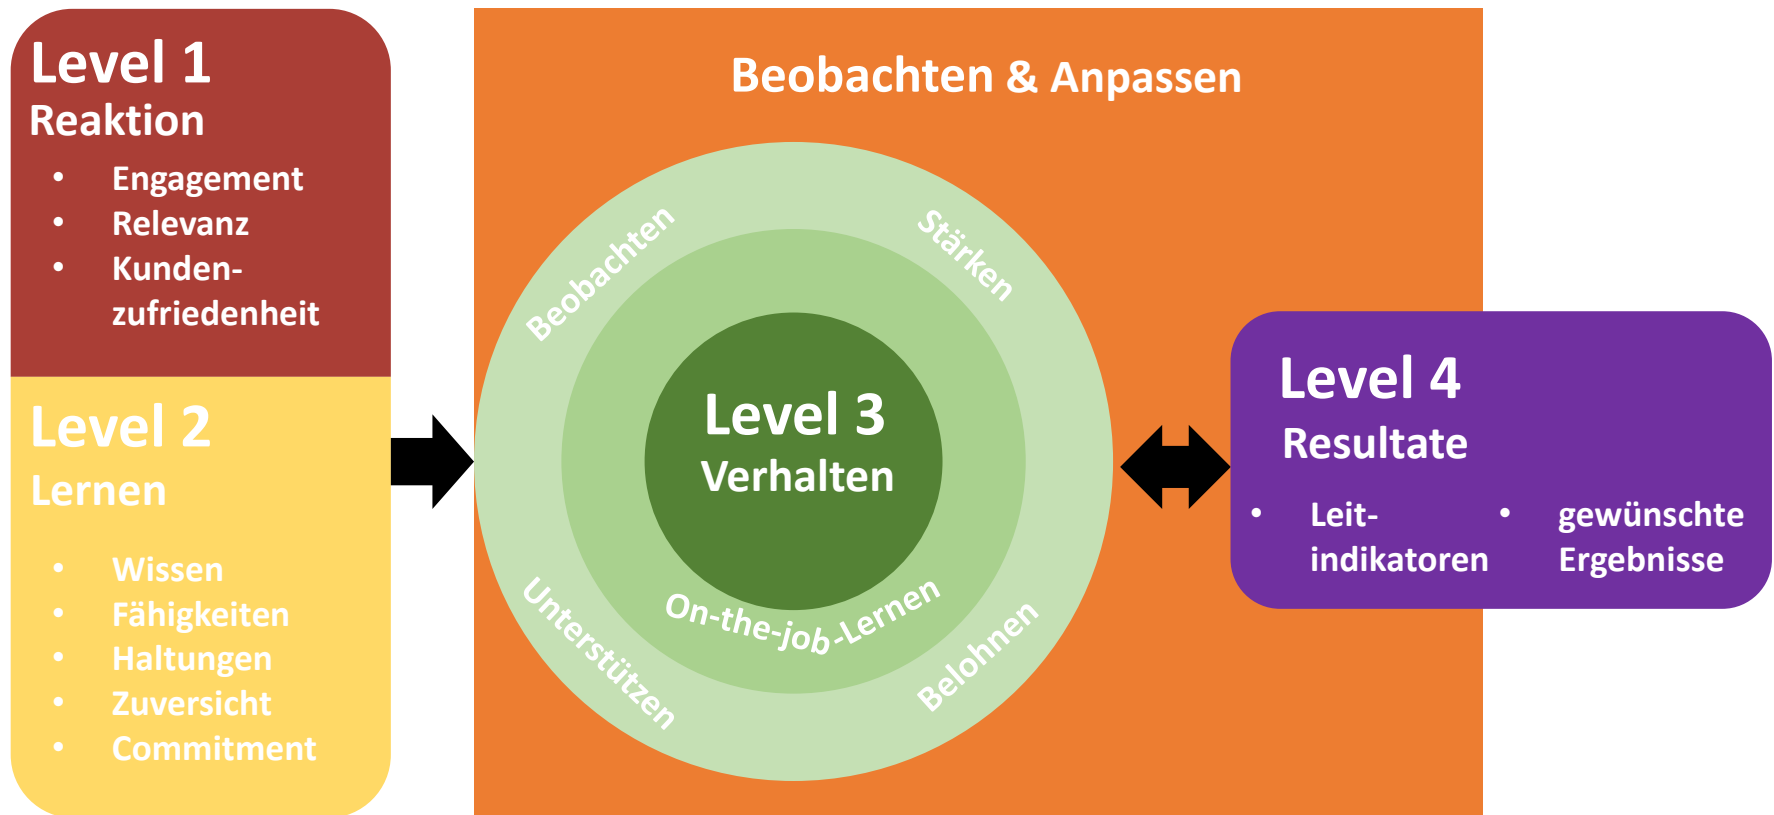 Level 1
Reaktion
• Engagement
• Relevanz
• Kunden-
zufriedenheit
Level 2
Lernen
• Wissen
• Fähigkeiten
• Haltungen
• Zuversicht
• Commitment
Beobachten & Anpassen
Beobachten
Stärken
Level 3
Verhalten
On-the-job-Lernen
Unterstützen
Belohnen
Level 4
Resultate
• Leit-
indikatoren
• gewünschte
Ergebnisse